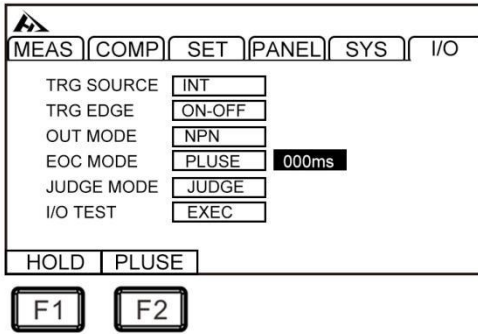 MEAS COMP SET PANEL SYS I/O
TRG SOURCE INT
TRG EDGE ON-OFF
OUT MODE NPN
EOC MODE PLUSE 000ms
JUDGE MODE JUDGE
I/O TEST EXEC
HOLD PLUSE
F1 F2